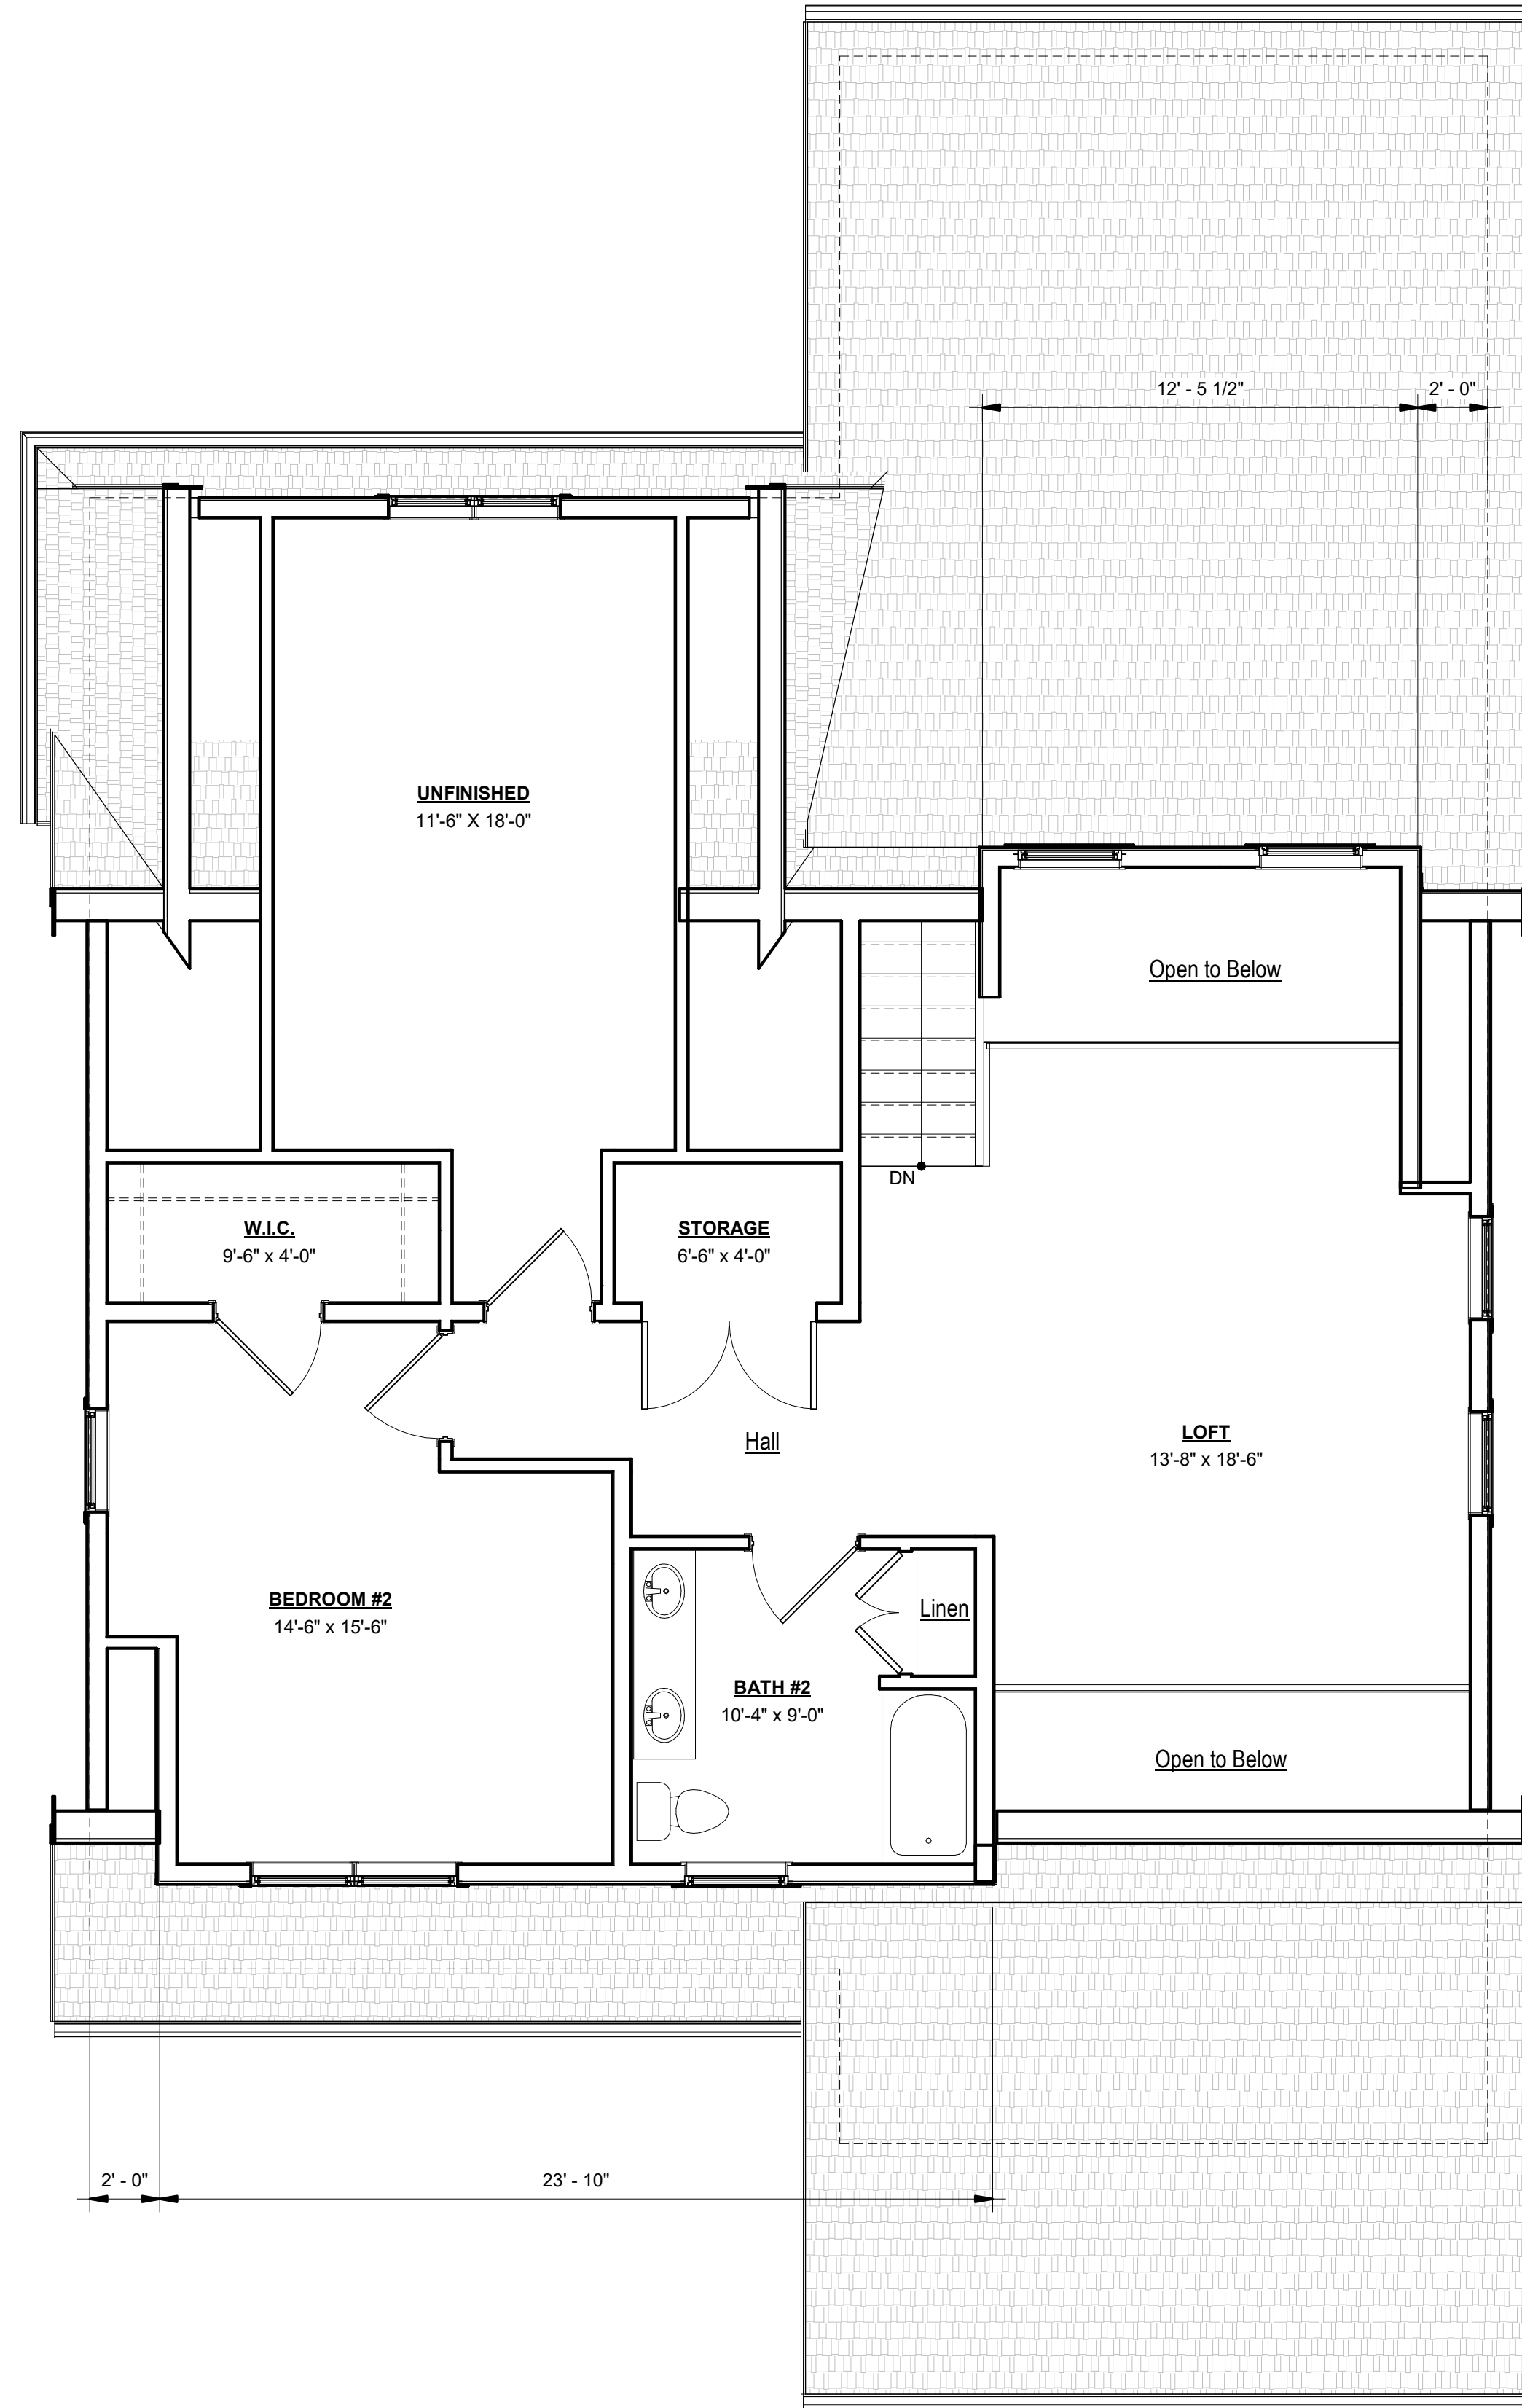 12' - 5 1/2"
2' - 0"
UNFINISHED
11'-6" X 18'-0"
Open to Below
DN
W.I.C.
9'-6" x 4'-0"
STORAGE
6'-6" x 4'-0"
Hall
LOFT
13'-8" x 18'-6"
BEDROOM #2
14'-6" x 15'-6"
Linen
BATH #2
10'-4" x 9'-0"
Open to Below
2' - 0"
23' - 10"